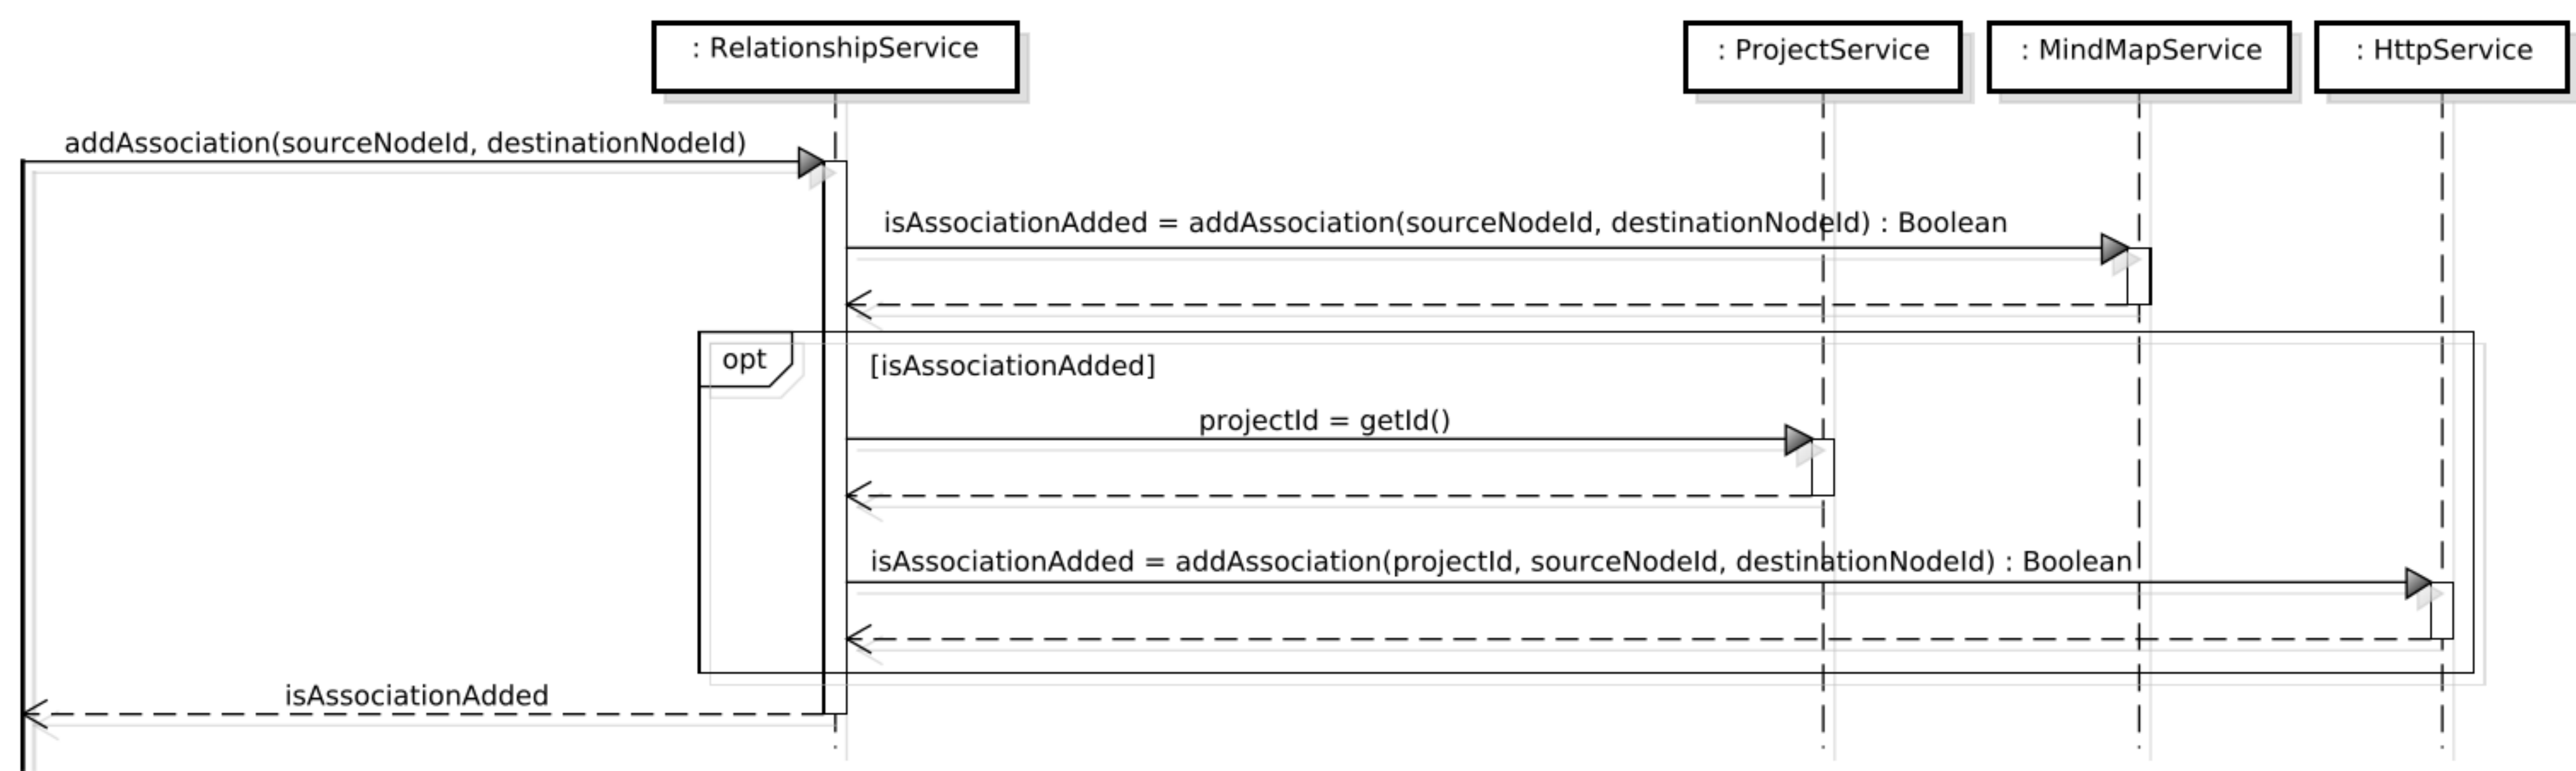 : RelationshipService
: ProjectService
: MindMapService
: HttpService
addAssociation(sourceNodeId, destinationNodeId)
isAssociationAdded = addAssociation(sourceNodeId, destinationNodeId) : Boolean
opt
[isAssociationAdded]
projectId = getId()
isAssociationAdded = addAssociation(projectId, sourceNodeId, destinationNodeId) : Boolean
isAssociationAdded